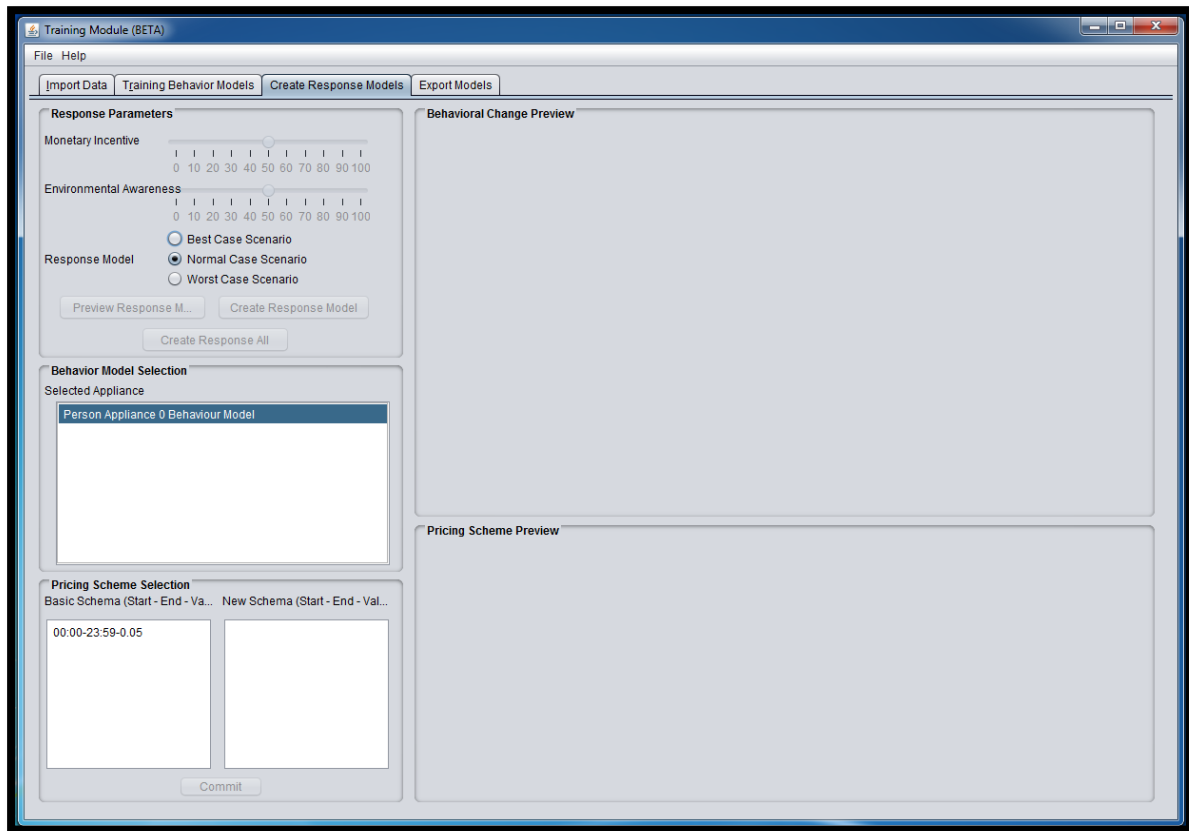 Training Module (BETA)
File Help
Import Data Training Behavior Models Create Response Models Export Models
Response Parameters
Monetary Incentive
0 10 20 30 40 50 60 70 80 90 100
Environmental Awareness
0 10 20 30 40 50 60 70 80 90 100
Best Case Scenario
Response Model Normal Case Scenario
Worst Case Scenario
Preview Response M... Create Response Model
Create Response All
Behavior Model Selection
Selected Appliance
Person Appliance 0 Behaviour Model
Pricing Scheme Selection
Basic Schema (Start - End - Va... New Schema (Start - End - Val...
00:00-23:59-0.05
Commit
Behavioral Change Preview
Pricing Scheme Preview